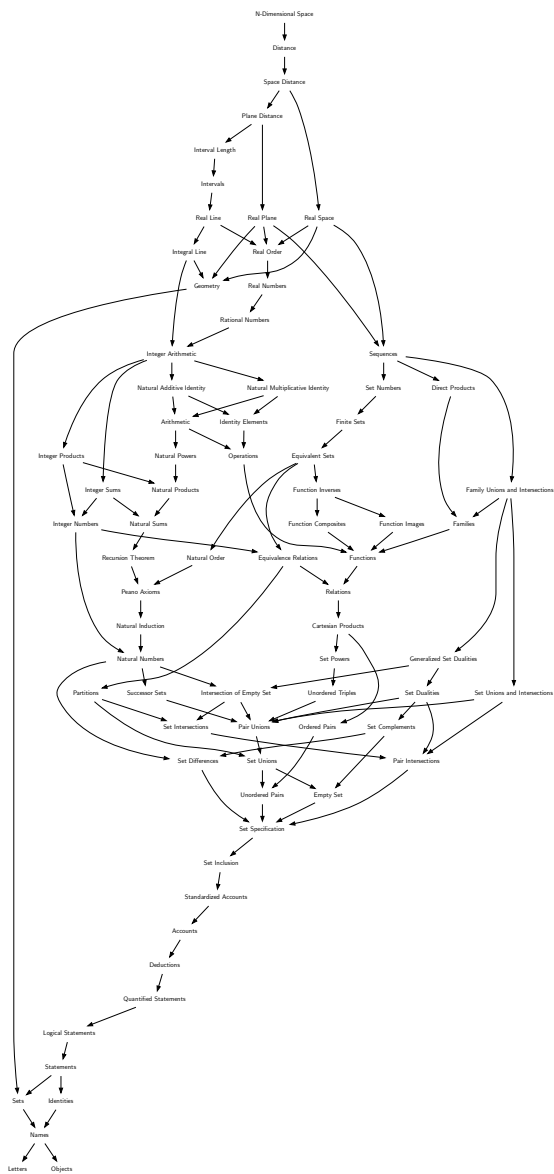 N-Dimensional Space
Distance
Space Distance
Plane Distance
Interval Length
Intervals
Real Line Real Plane Real Space
Integral Line Real Order
Geometry Real Numbers
Rational Numbers
Integer Arithmetic Sequences
Natural Additive Identity Natural Multiplicative Identity Set Numbers Direct Products
Arithmetic Identity Elements Finite Sets
Integer Products Natural Powers Operations Equivalent Sets
Integer Sums Natural Products Function Inverses Family Unions and Intersections
Integer Numbers Natural Sums Function Composites Function Images Families
Recursion Theorem Natural Order Equivalence Relations Functions
Peano Axioms Relations
Natural Induction Cartesian Products
Natural Numbers Set Powers Generalized Set Dualities
Partitions Successor Sets Intersection of Empty Set Unordered Triples Set Dualities Set Unions and Intersections
Set Intersections Pair Unions Ordered Pairs Set Complements
Set Differences Set Unions Pair Intersections
Unordered Pairs Empty Set
Set Specification
Set Inclusion
Standardized Accounts
Accounts
Deductions
Quantified Statements
Logical Statements
Statements
Sets Identities
Names
Letters Objects